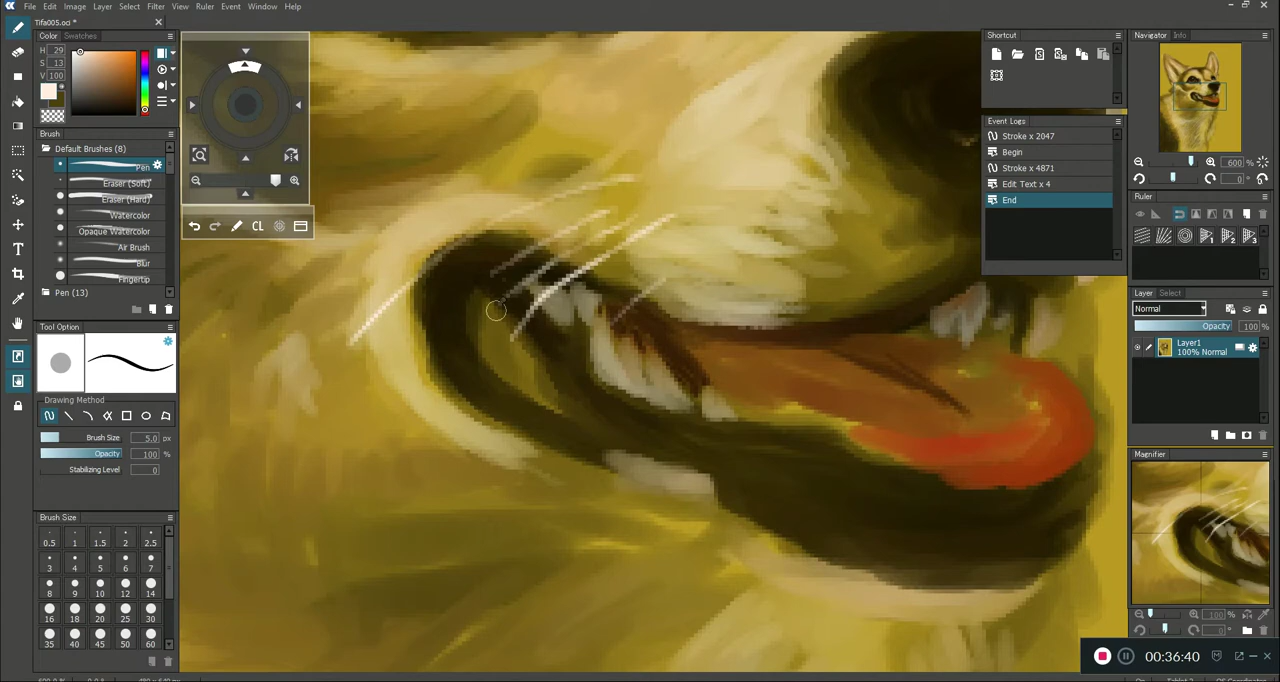 File Edit Image Layer Select Filter View Ruler Event Window Help
Tifa005.oci *
Color Swatches
H 29
S 13
V 100
Brush
Default Brushes (8)
Pen
Eraser (Soft)
Eraser (Hard)
Watercolor
Opaque Watercolor
Air Brush
Blur
Fingertip
Pen (13)
Tool Option
Drawing Method
Brush Size 5.0 px
Opacity 100 %
Stabilizing Level 0
Brush Size
0.5 1 1.5 2 2.5
3 4 5 6 7
8 9 10 12 14
16 18 20 25 30
35 40 45 50 60
CL
Shortcut
Event Logs
Stroke x 2047
Begin
Stroke x 4871
Edit Text x 4
End
Navigator Info
600 %
0 °
Ruler
1 2 3
Layer Select
Normal
Opacity 100 %
Layer1
100% Normal
Magnifier
100 %
0 °
00:36:40